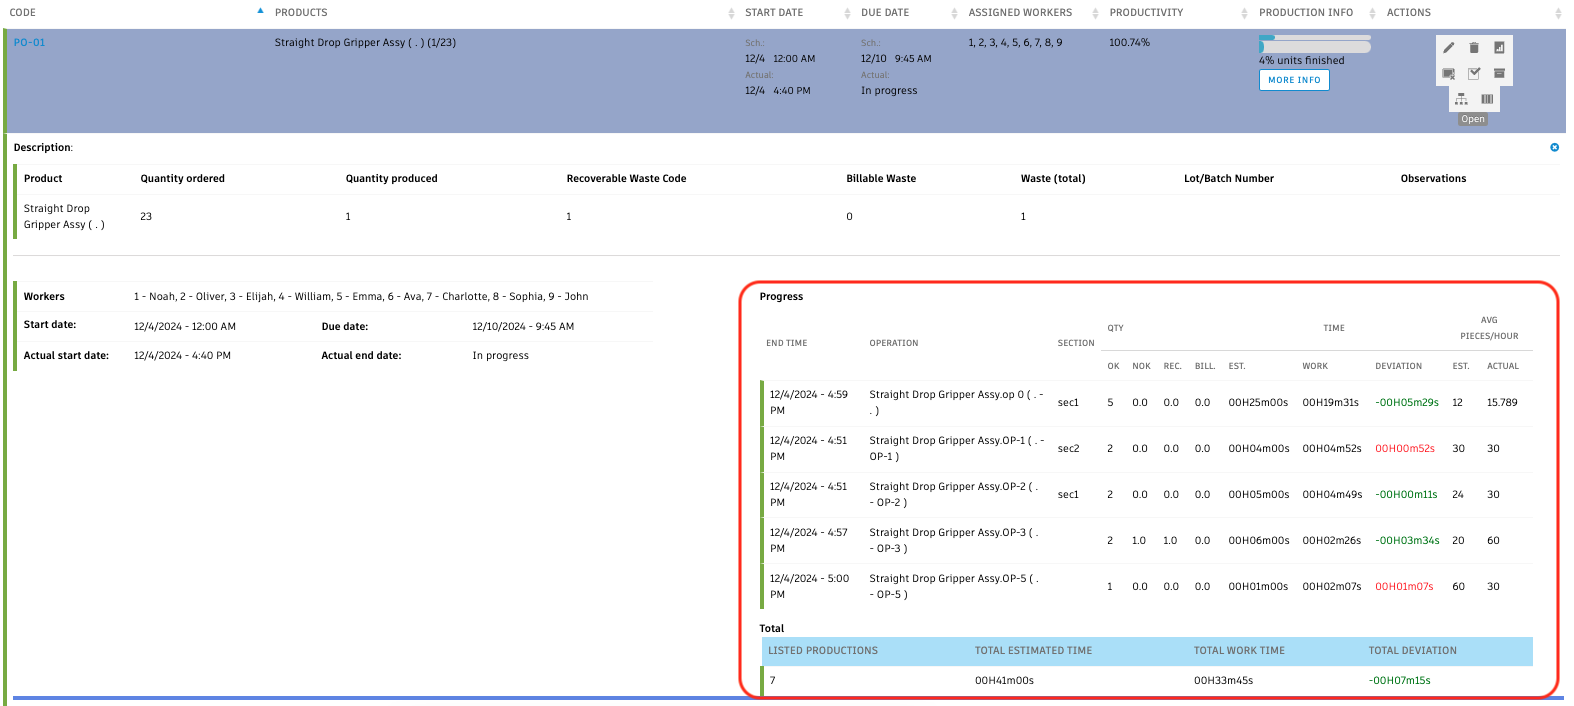 CODE PRODUCTS START DATE DUE DATE ASSIGNED WORKERS PRODUCTIVITY PRODUCTION INFO ACTIONS
PO-01 Straight Drop Gripper Assy ( . ) (1/23) Sch.: Sch.: 1, 2, 3, 4, 5, 6, 7, 8, 9 100.74%
12/4 12:00 AM 12/10 9:45 AM 4% units finished
Actual: Actual: MORE INFO
12/4 4:40 PM In progress
Open
Description:
Product Quantity ordered Quantity produced Recoverable Waste Code Billable Waste Waste (total) Lot/Batch Number Observations
Straight Drop
Gripper Assy ( . ) 23 1 1 0 1
Workers 1 - Noah, 2 - Oliver, 3 - Elijah, 4 - William, 5 - Emma, 6 - Ava, 7 - Charlotte, 8 - Sophia, 9 - John
Start date: 12/4/2024 - 12:00 AM Due date: 12/10/2024 - 9:45 AM
Actual start date: 12/4/2024 - 4:40 PM Actual end date: In progress
Progress
END TIME OPERATION SECTION QTY TIME AVG
PIECES/HOUR
OK NOK REC. BILL. EST. WORK DEVIATION EST. ACTUAL
12/4/2024 - 4:59 Straight Drop Gripper Assy.op 0 ( . - sec1 5 0.0 0.0 0.0 00H25m00s 00H19m31s -00H05m29s 12 15.789
PM . )
12/4/2024 - 4:51 Straight Drop Gripper Assy.OP-1 ( . - sec2 2 0.0 0.0 0.0 00H04m00s 00H04m52s 00H00m52s 30 30
PM OP-1 )
12/4/2024 - 4:51 Straight Drop Gripper Assy.OP-2 ( . sec1 2 0.0 0.0 0.0 00H05m00s 00H04m49s -00H00m11s 24 30
PM - OP-2 )
12/4/2024 - 4:57 Straight Drop Gripper Assy.OP-3 ( . 2 1.0 1.0 0.0 00H06m00s 00H02m26s -00H03m34s 20 60
PM - OP-3 )
12/4/2024 - 5:00 Straight Drop Gripper Assy.OP-5 ( . 1 0.0 0.0 0.0 00H01m00s 00H02m07s 00H01m07s 60 30
PM - OP-5 )
Total
LISTED PRODUCTIONS TOTAL ESTIMATED TIME TOTAL WORK TIME TOTAL DEVIATION
7 00H41m00s 00H33m45s -00H07m15s